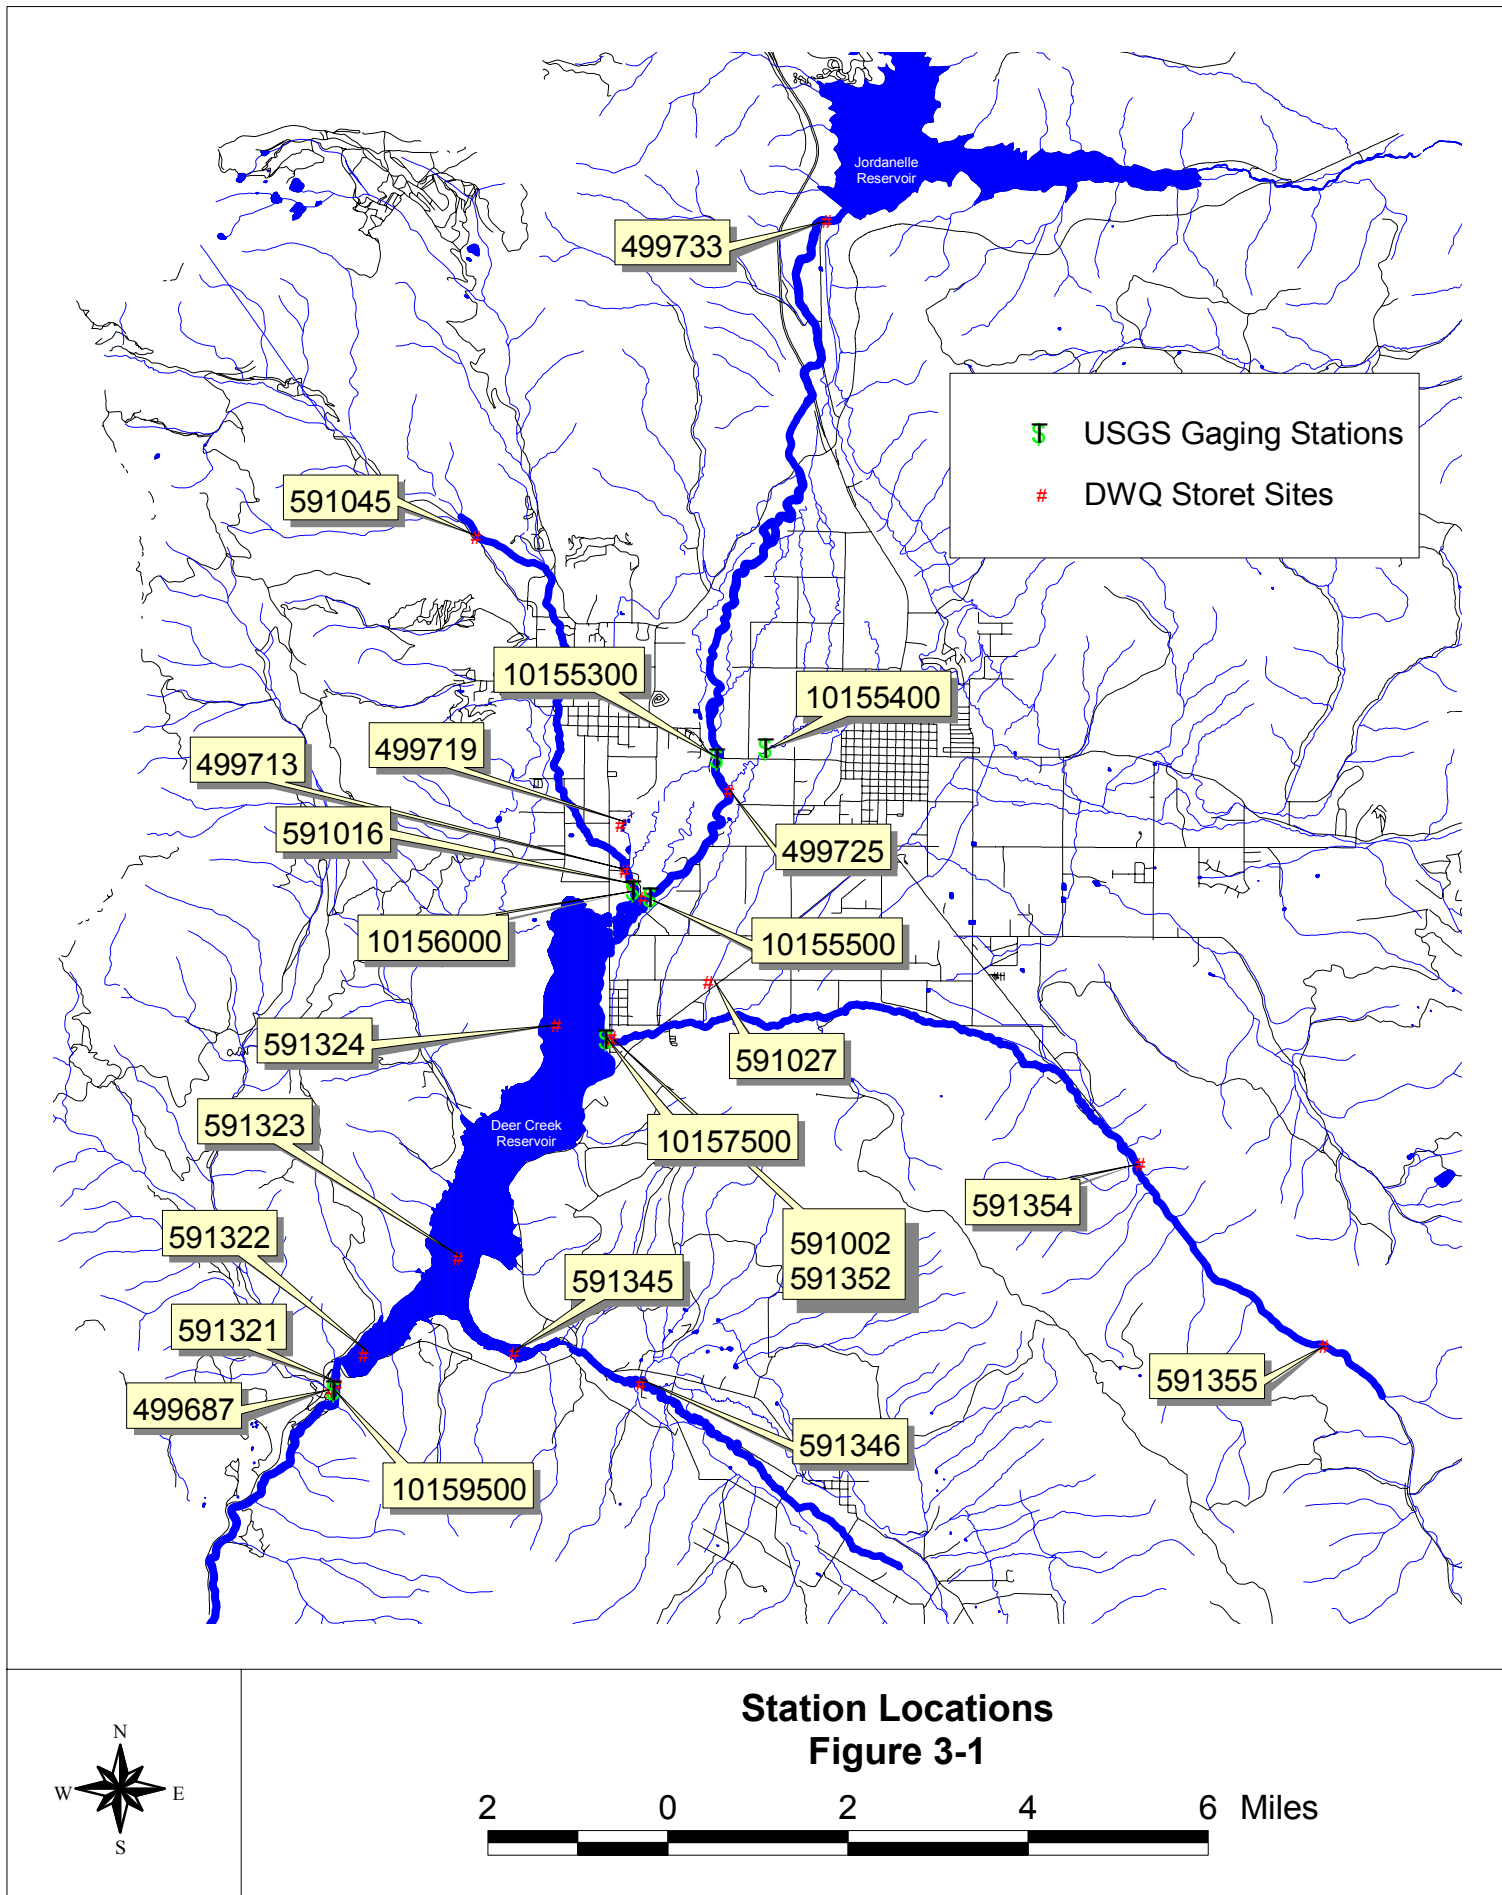 Jordanelle
Reservoir
499733
USGS Gaging Stations
DWQ Storet Sites
591045
10155300
10155400
499719
499713
591016
499725
10156000
10155500
591324
591027
591323
Deer Creek
Reservoir
10157500
591354
591322
591002
591352
591345
591321
591355
499687
591346
10159500
Station Locations
Figure 3-1
N
W
E
S
2 0 2 4 6 Miles